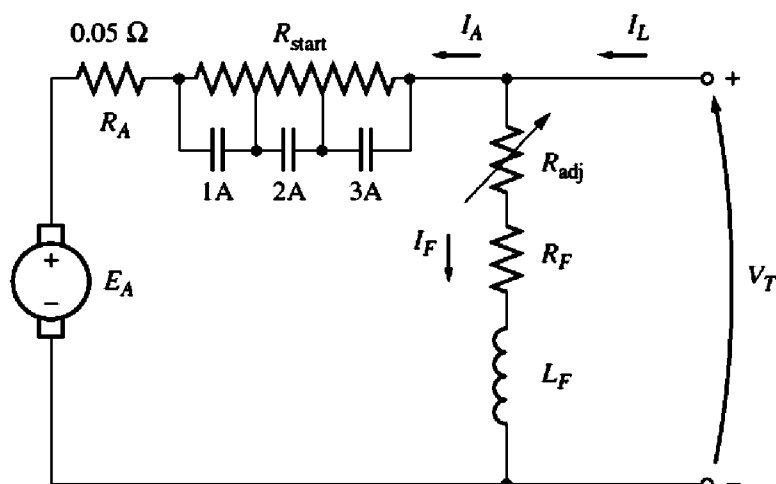 0.05 Ω
R_start
I_A
I_L
+
R_A
1A
2A
3A
R_adj
I_F
R_F
V_T
+
−
E_A
L_F
−